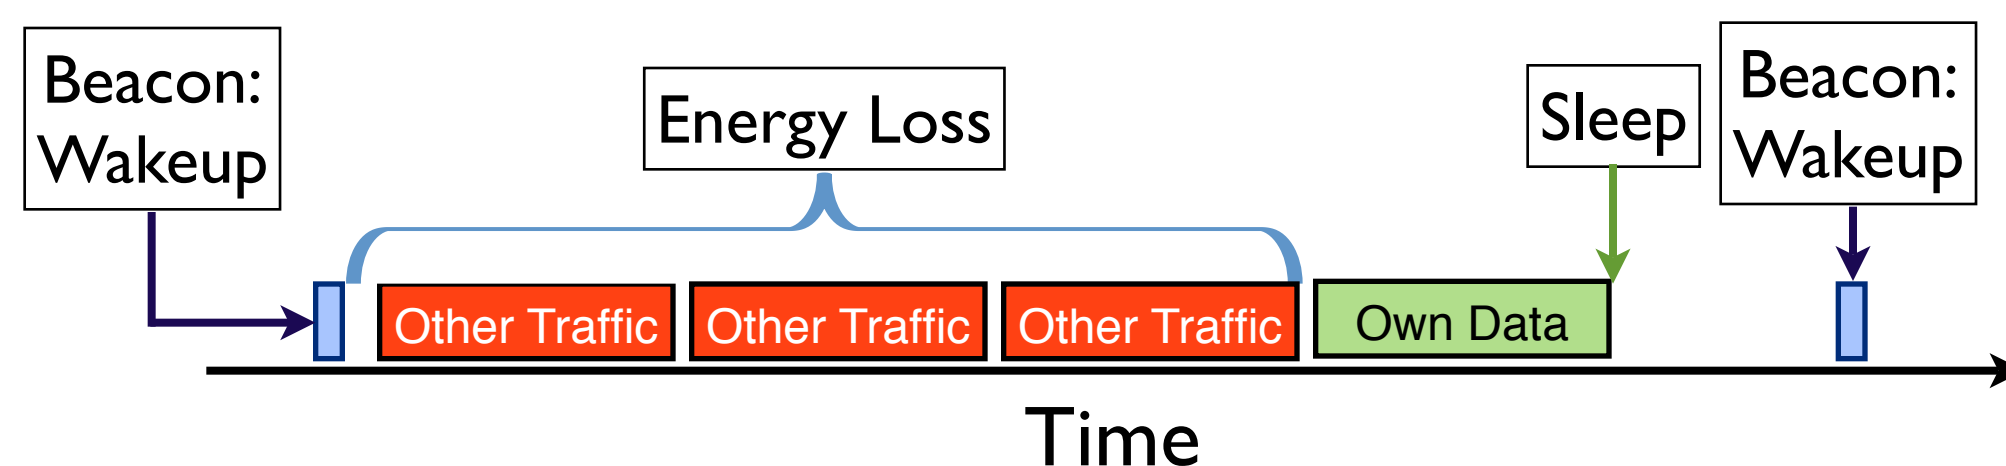 Beacon:
Wakeup
Energy Loss
Sleep
Beacon:
Wakeup
Other Traffic
Other Traffic
Other Traffic
Own Data
Time